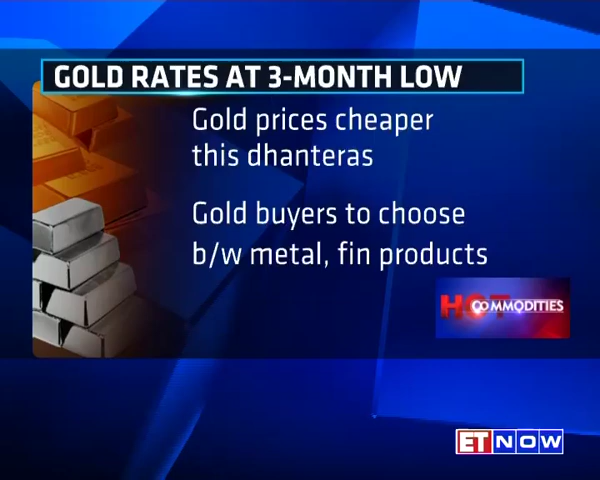 GOLD RATES AT 3-MONTH LOW
Gold prices cheaper
this dhanteras
Gold buyers to choose
b/w metal, fin products
HOT COMMODITIES
ET NOW